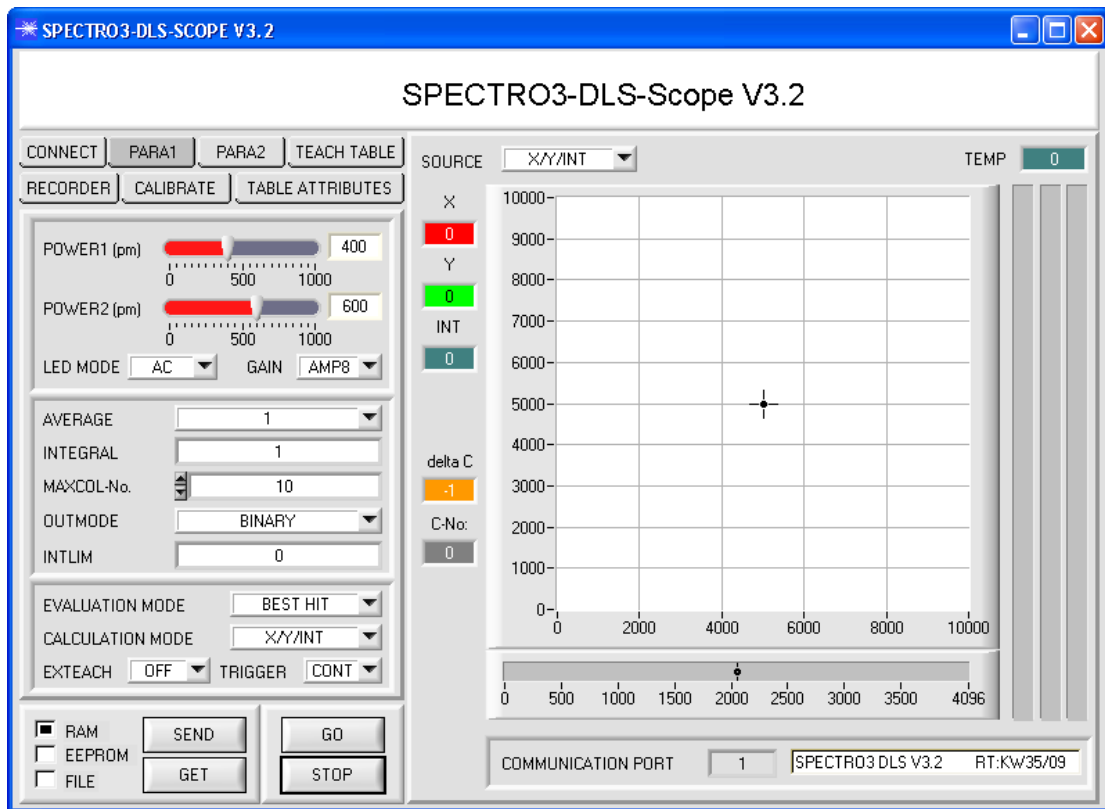 SPECTRO3-DLS-SCOPE V3.2
SPECTRO3-DLS-Scope V3.2
CONNECT PARA1 PARA2 TEACH TABLE
RECORDER CALIBRATE TABLE ATTRIBUTES
POWER1 (pm) 400
0 500 1000
POWER2 (pm) 600
0 500 1000
LED MODE AC GAIN AMP8
AVERAGE 1
INTEGRAL 1
MAXCOL-No. 10
OUTMODE BINARY
INTLIM 0
EVALUATION MODE BEST HIT
CALCULATION MODE X/Y/INT
EXTEACH OFF TRIGGER CONT
RAM
EEPROM
FILE
SEND
GET
GO
STOP
SOURCE X/Y/INT TEMP 0
X
0
Y
0
INT
0
delta C
-1
C-No:
0
10000
9000
8000
7000
6000
5000
4000
3000
2000
1000
0
0 2000 4000 6000 8000 10000
0 500 1000 1500 2000 2500 3000 3500 4096
COMMUNICATION PORT 1 SPECTRO3 DLS V3.2 RT:KW35/09